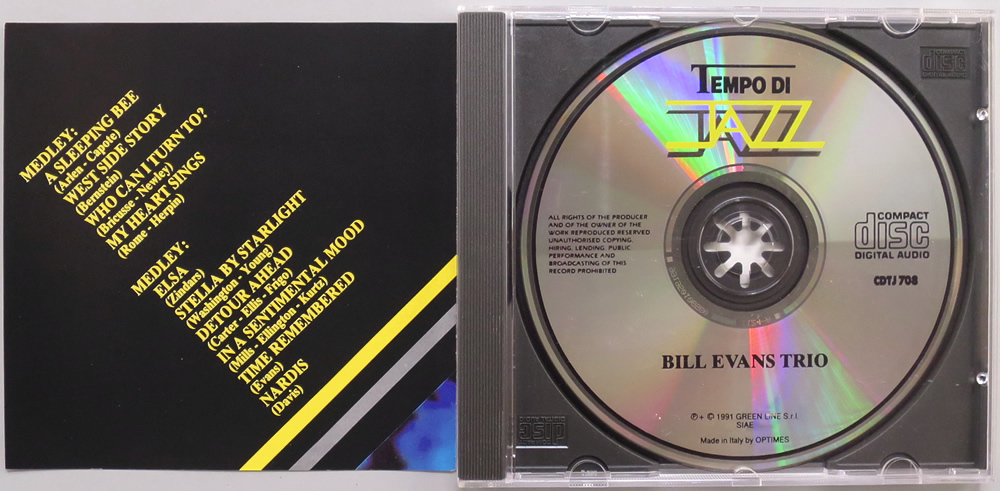 MEDLEY:
A SLEEPING BEE
(Arlen - Capote)
WEST SIDE STORY
(Bernstein)
WHO CAN I TURN TO?
(Bricusse - Newley)
MY HEART SINGS
(Rome - Herpin)
MEDLEY:
ELSA
(Zindars)
STELLA BY STARLIGHT
(Washington - Young)
DETOUR AHEAD
(Carter - Ellis - Frigo)
IN A SENTIMENTAL MOOD
(Mills - Ellington - Kurtz)
TIME REMEMBERED
(Evans)
NARDIS
(Davis)
TEMPO DI
JAZZ
ALL RIGHTS OF THE PRODUCER
AND OF THE OWNER OF THE
WORK REPRODUCED RESERVED
UNAUTHORISED COPYING,
HIRING, LENDING, PUBLIC
PERFORMANCE AND
BROADCASTING OF THIS
RECORD PROHIBITED
COMPACT
disc
DIGITAL AUDIO
CDTJ 708
BILL EVANS TRIO
℗ + © 1991 GREEN LINE S.r.l.
SIAE
Made in Italy by OPTIMES